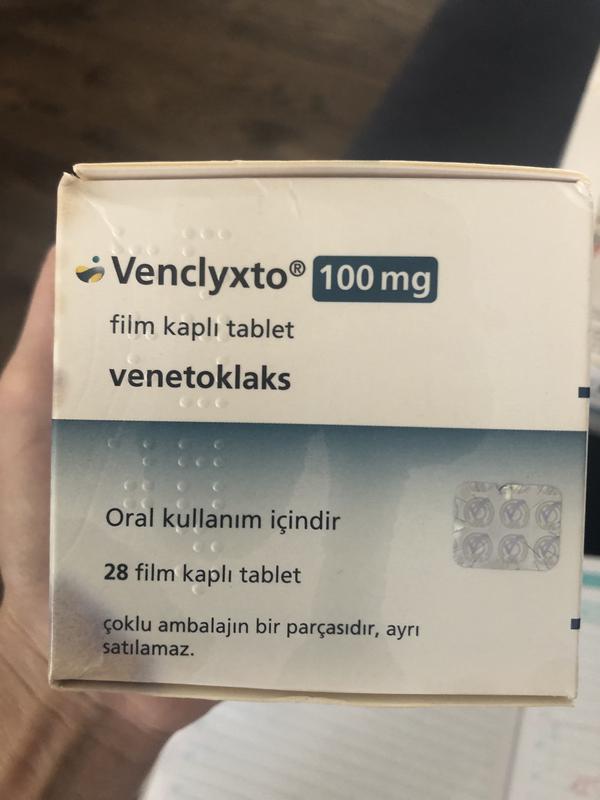 Venclyxto® 100 mg
film kaplı tablet
venetoklaks
Oral kullanım içindir
28 film kaplı tablet
çoklu ambalajın bir parçasıdır, ayrı
satılamaz.